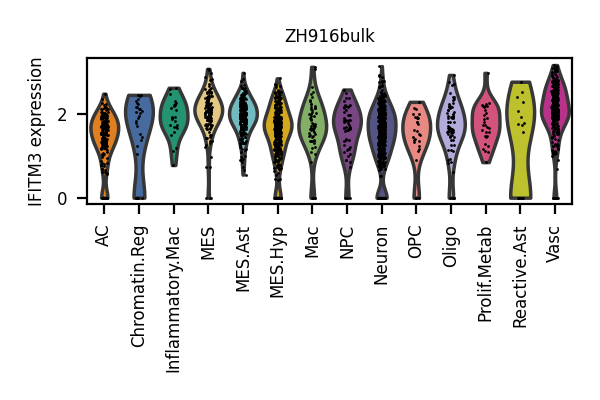 ZH916bulk
IFITM3 expression
2
0
AC
Chromatin.Reg
Inflammatory.Mac
MES
MES.Ast
MES.Hyp
Mac
NPC
Neuron
OPC
Oligo
Prolif.Metab
Reactive.Ast
Vasc